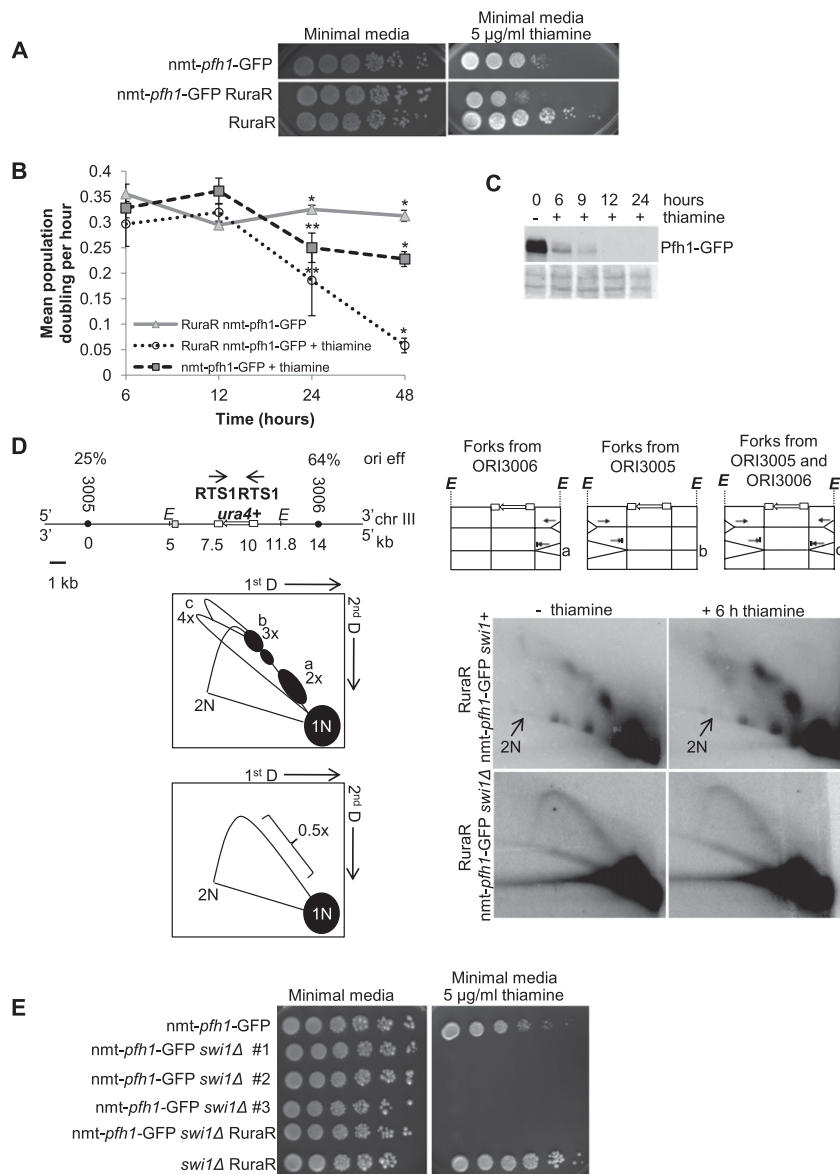 A
Minimal media
Minimal media
5 µg/ml thiamine
nmt-pfh1-GFP
nmt-pfh1-GFP RuraR
RuraR
B
Mean population
doubling per hour
0.4
0.35
0.3
0.25
0.2
0.15
0.1
0.05
0
*
*
**
*
**
*
RuraR nmt-pfh1-GFP
RuraR nmt-pfh1-GFP + thiamine
nmt-pfh1-GFP + thiamine
6
12
24
48
Time (hours)
C
0 6 9 12 24 hours
- + + + + thiamine
Pfh1-GFP
D
25%
64%
ori eff
3005
3006
RTS1 RTS1
ura4+
E
E
5'
3'
3' chr III
5'
0
5
7.5
10
11.8
14
kb
1 kb
1st D
2nd D
c
4x
b
3x
a
2x
2N
1N
1st D
2nd D
0.5x
2N
1N
Forks from
ORI3006
Forks from
ORI3005
Forks from
ORI3005 and
ORI3006
E
E
E
E
E
E
a
b
c
- thiamine
+ 6 h thiamine
RuraR
nmt-pfh1-GFP swi1+
2N
2N
RuraR
nmt-pfh1-GFP swi1Δ
E
Minimal media
Minimal media
5 µg/ml thiamine
nmt-pfh1-GFP
nmt-pfh1-GFP swi1Δ #1
nmt-pfh1-GFP swi1Δ #2
nmt-pfh1-GFP swi1Δ #3
nmt-pfh1-GFP swi1Δ RuraR
swi1Δ RuraR